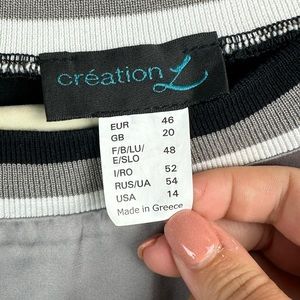 création L
EUR 46
GB 20
F/B/LU/ 48
E/SLO
I/RO 52
RUS/UA 54
USA 14
Made in Greece